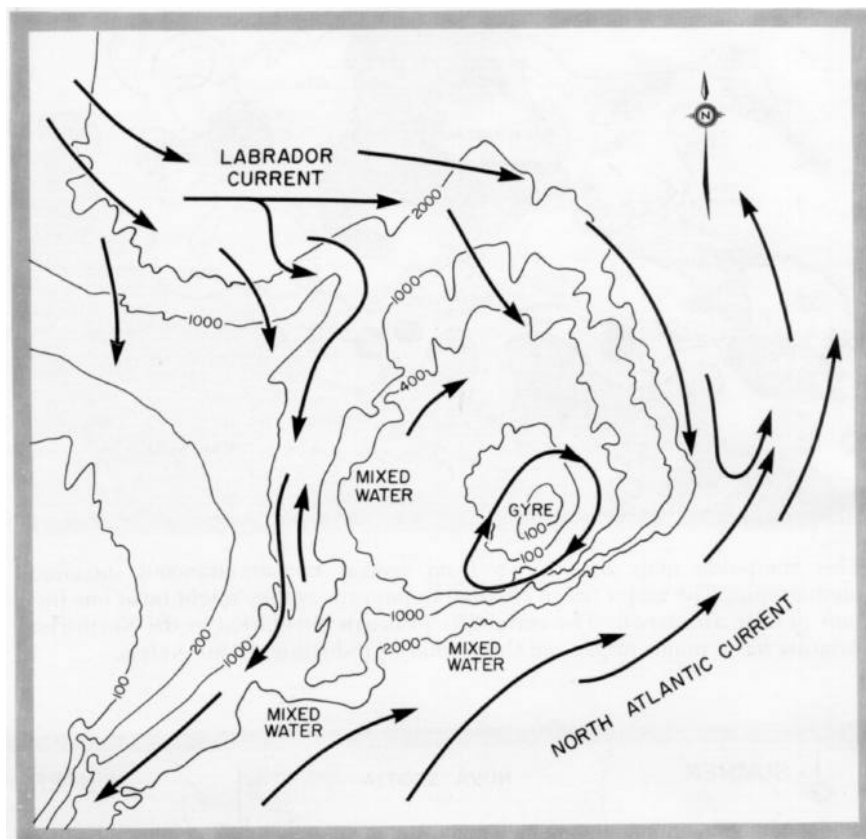 N
LABRADOR
CURRENT
2000
1000
1000
400
MIXED
WATER
GYRE
100
100
1000
2000
MIXED
WATER
MIXED
WATER
200
1000
100
NORTH ATLANTIC CURRENT